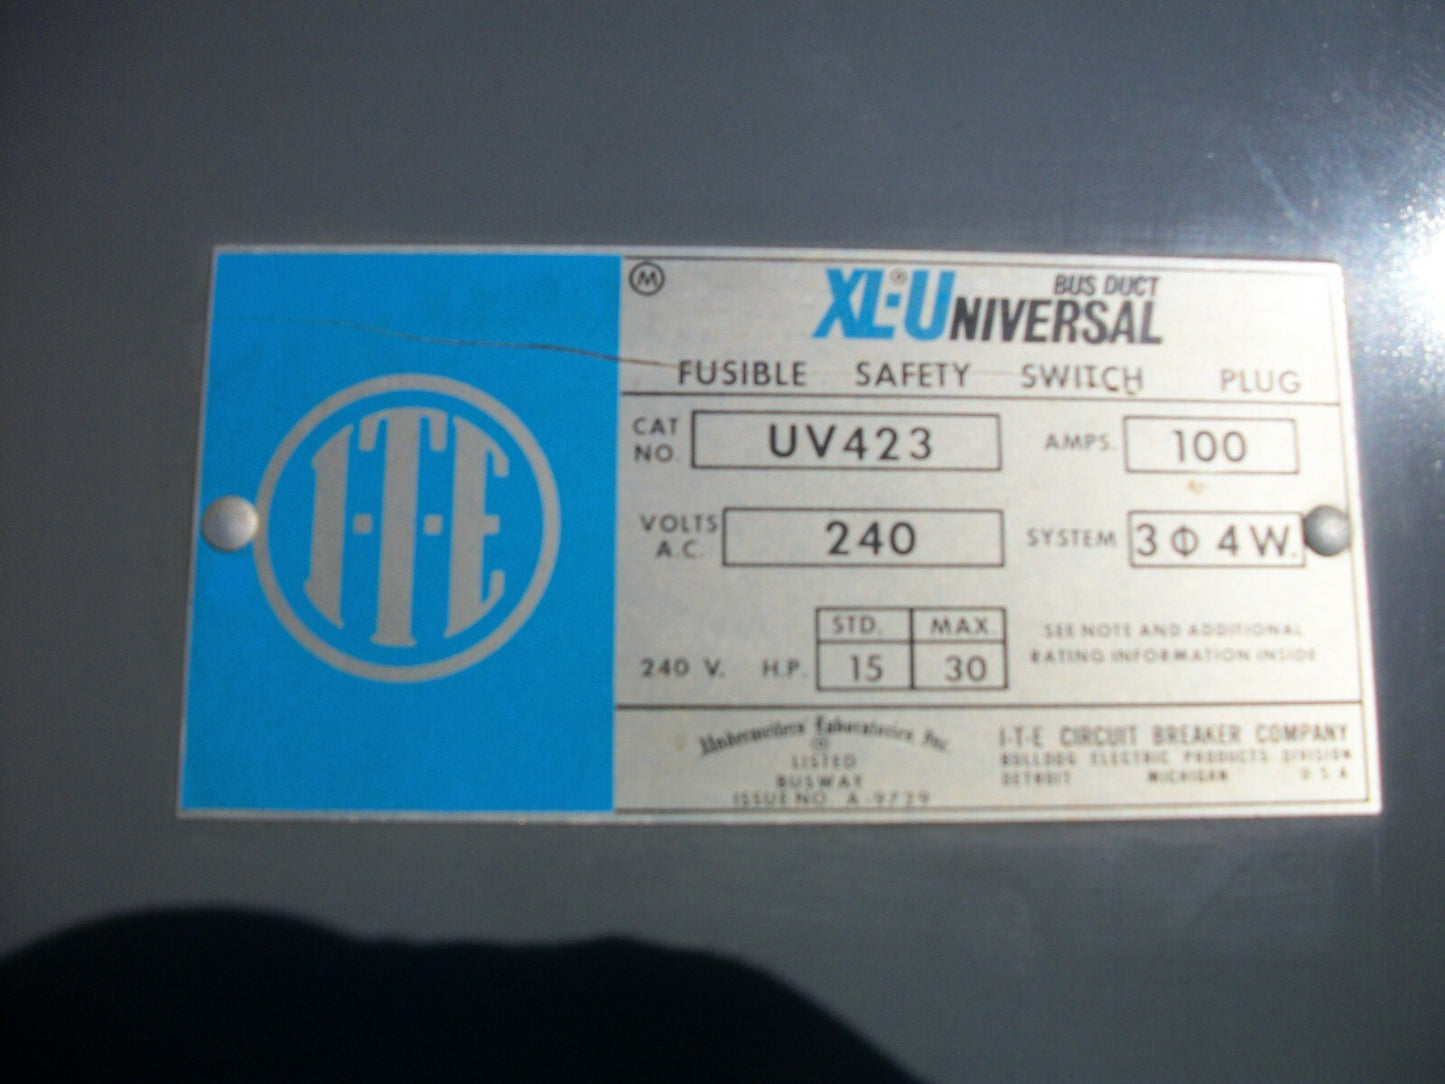 I-T-E
M
XL-UNIVERSAL®
BUS DUCT
FUSIBLE SAFETY SWITCH PLUG
CAT NO. UV423 AMPS. 100
VOLTS A.C. 240 SYSTEM 3 Φ 4 W.
STD. MAX.
240 V. H.P. 15 30
SEE NOTE AND ADDITIONAL
RATING INFORMATION INSIDE
Underwriters' Laboratories, Inc.
®
LISTED
BUSWAY
ISSUE NO. A-9729
I-T-E CIRCUIT BREAKER COMPANY
BULLDOG ELECTRIC PRODUCTS DIVISION
DETROIT MICHIGAN U.S.A.